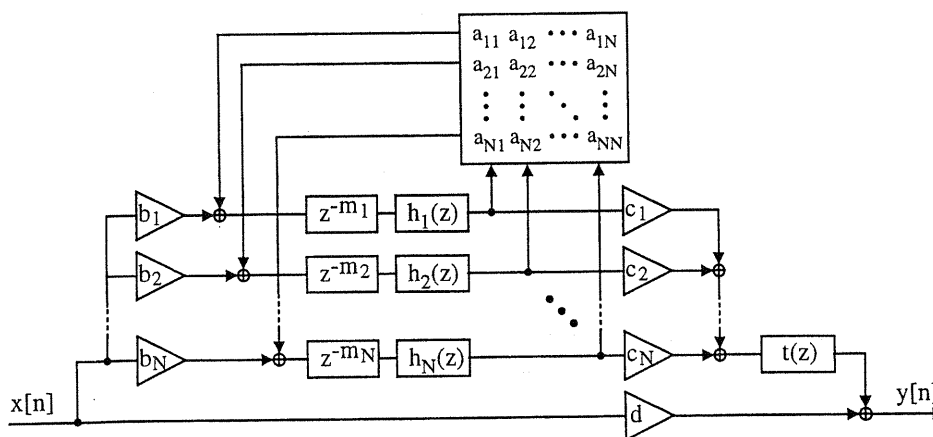 a11 a12 ••• a1N
a21 a22 ••• a2N
aN1 aN2 ••• aNN
b1 z-m1 h1(z) c1
b2 z-m2 h2(z) c2
bN z-mN hN(z) cN t(z)
x[n] d y[n]